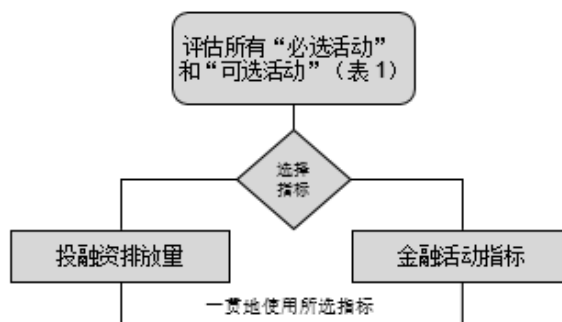 评估所有“必选活动”
和“可选活动”（表 1）
选择
指标
投融资排放量
金融活动指标
一贯地使用所选指标